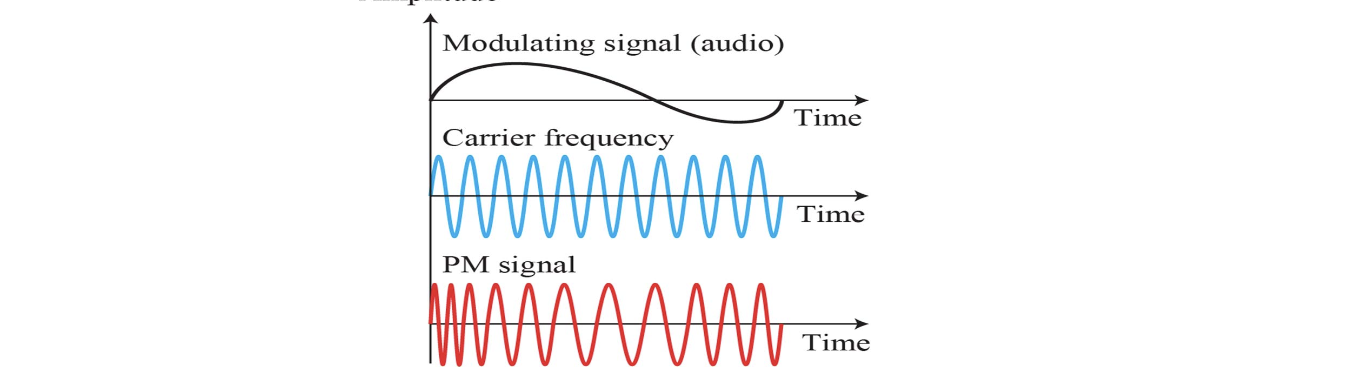 Modulating signal (audio)
Time
Carrier frequency
Time
PM signal
Time